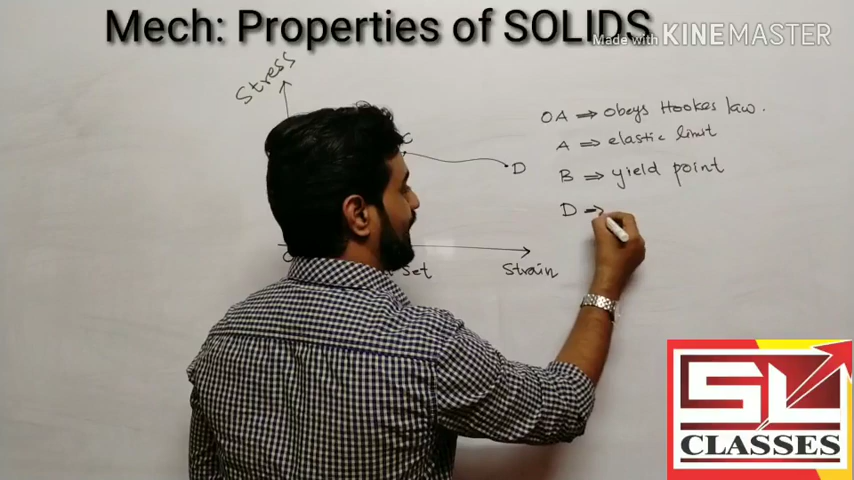 Mech: Properties of SOLIDS
Made with KINEMASTER
Stress
OA ⇒ obeys Hookes law.
A ⇒ elastic limit
C
B ⇒ yield point
D
D ⇒
O
set
Strain
SL
CLASSES